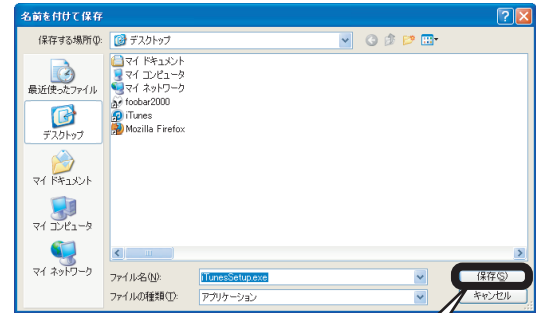 名前を付けて保存
保存する場所(I):
デスクトップ
最近使ったファイル
デスクトップ
マイ ドキュメント
マイ コンピュータ
マイ ネットワーク
マイ ドキュメント
マイ コンピュータ
マイ ネットワーク
foobar2000
iTunes
Mozilla Firefox
ファイル名(N):
iTunesSetup.exe
保存(S)
ファイルの種類(T):
アプリケーション
キャンセル